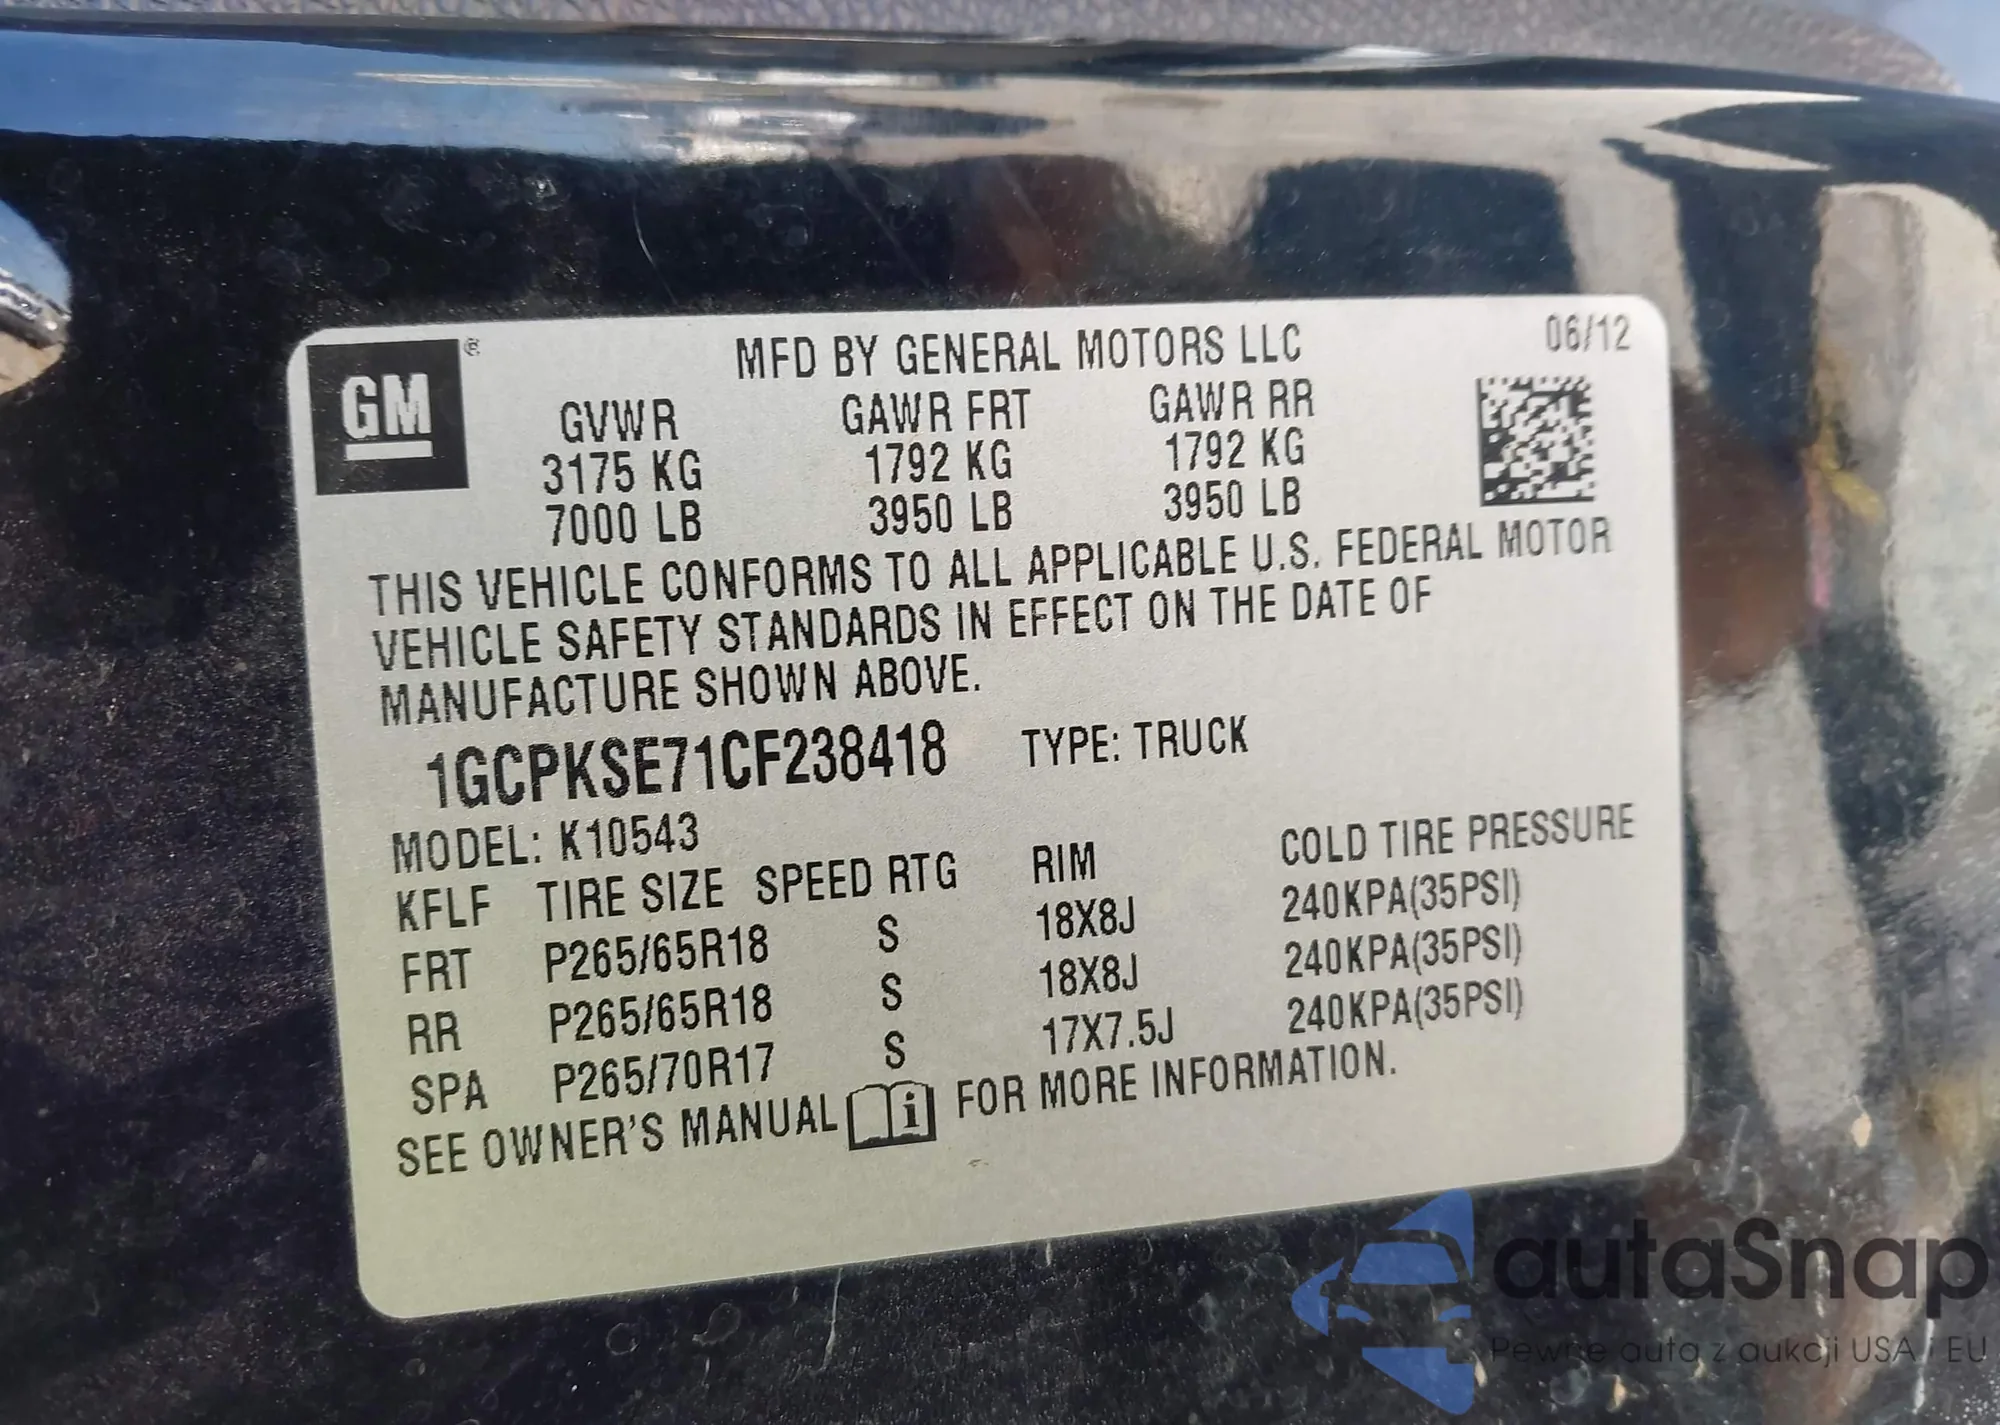 GM ®
MFD BY GENERAL MOTORS LLC 06/12
GVWR GAWR FRT GAWR RR
3175 KG 1792 KG 1792 KG
7000 LB 3950 LB 3950 LB
THIS VEHICLE CONFORMS TO ALL APPLICABLE U.S. FEDERAL MOTOR
VEHICLE SAFETY STANDARDS IN EFFECT ON THE DATE OF
MANUFACTURE SHOWN ABOVE.
1GCPKSE71CF238418 TYPE: TRUCK
MODEL: K10543
KFLF TIRE SIZE SPEED RTG RIM COLD TIRE PRESSURE
FRT P265/65R18 S 18X8J 240KPA(35PSI)
RR P265/65R18 S 18X8J 240KPA(35PSI)
SPA P265/70R17 S 17X7.5J 240KPA(35PSI)
SEE OWNER'S MANUAL i FOR MORE INFORMATION.
autaSnap
Pewne auta z aukcji USA i EU